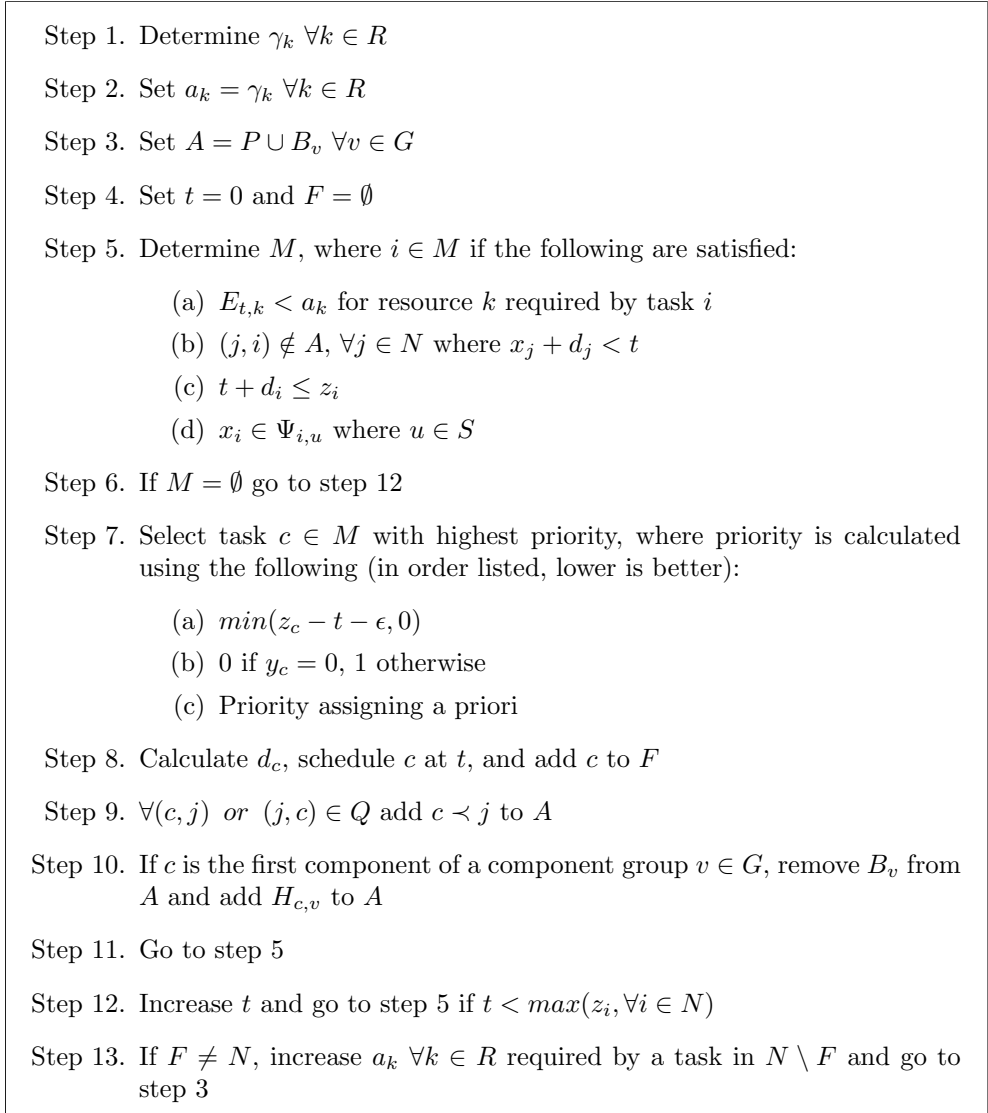 Step 1. Determine γ_k ∀k ∈ R
Step 2. Set a_k = γ_k ∀k ∈ R
Step 3. Set A = P ∪ B_v ∀v ∈ G
Step 4. Set t = 0 and F = ∅
Step 5. Determine M, where i ∈ M if the following are satisfied:
(a) E_{t,k} < a_k for resource k required by task i
(b) (j, i) ∉ A, ∀j ∈ N where x_j + d_j < t
(c) t + d_i ≤ z_i
(d) x_i ∈ Ψ_{i,u} where u ∈ S
Step 6. If M = ∅ go to step 12
Step 7. Select task c ∈ M with highest priority, where priority is calculated
using the following (in order listed, lower is better):
(a) min(z_c − t − ϵ, 0)
(b) 0 if y_c = 0, 1 otherwise
(c) Priority assigning a priori
Step 8. Calculate d_c, schedule c at t, and add c to F
Step 9. ∀(c, j) or (j, c) ∈ Q add c ≺ j to A
Step 10. If c is the first component of a component group v ∈ G, remove B_v from
A and add H_{c,v} to A
Step 11. Go to step 5
Step 12. Increase t and go to step 5 if t < max(z_i, ∀i ∈ N)
Step 13. If F ≠ N, increase a_k ∀k ∈ R required by a task in N \ F and go to
step 3